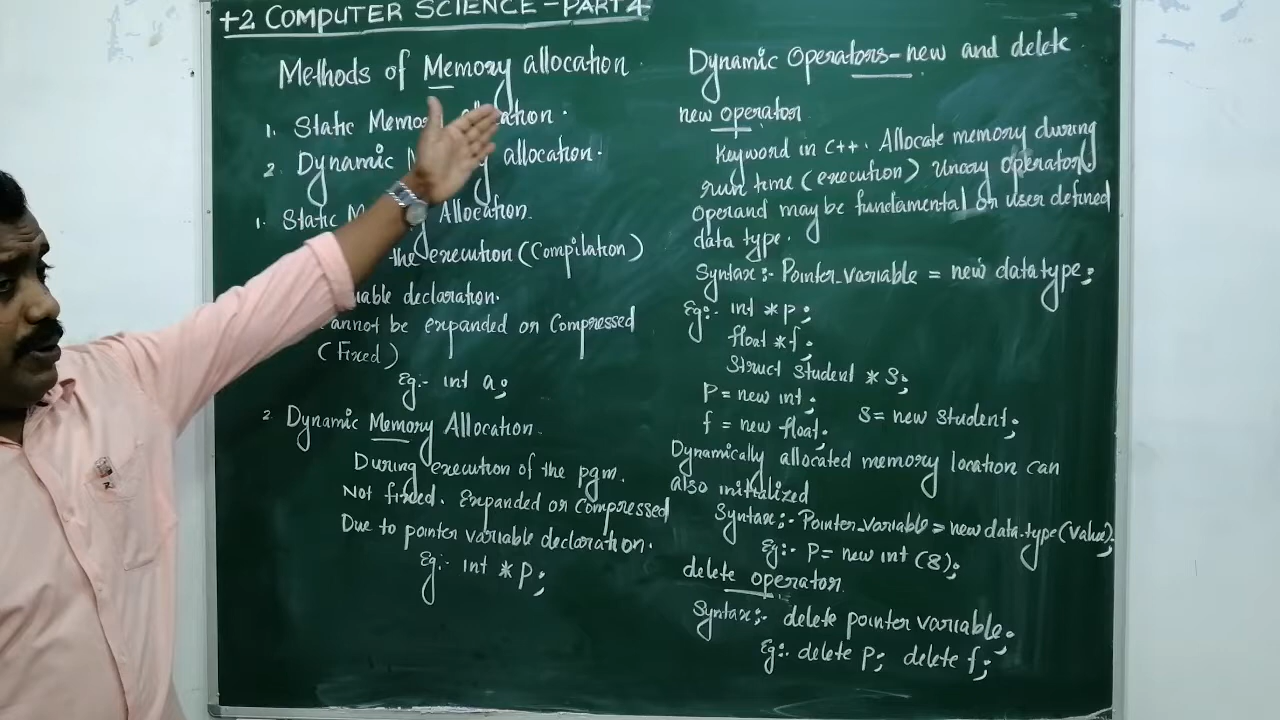 +2 COMPUTER SCIENCE - PART 4
Methods of Memory allocation
1. Static Memory allocation.
2. Dynamic allocation.
1. Static Allocation.
the execution (Compilation)
declaration.
cannot be expanded or compressed
(Fixed)
Eg:- int a;
2. Dynamic Memory Allocation.
During execution of the pgm.
Not fixed. Expanded or compressed
Due to pointer variable declaration.
Eg:- int *p;
Dynamic Operators - new and delete
new operator
Keyword in C++. Allocate memory during
run time (execution) Unary operator
Operand may be fundamental or user defined
data type.
Syntax:- Pointer_variable = new datatype;
Eg:- int *p;
float *f;
Struct student *s;
P = new int;
s = new student;
f = new float;
Dynamically allocated memory location can
also initialized
Syntax:- Pointer_variable = new data-type(value);
Eg:- P = new int (8);
delete operator
Syntax:- delete pointer variable;
Eg:- delete p; delete f;